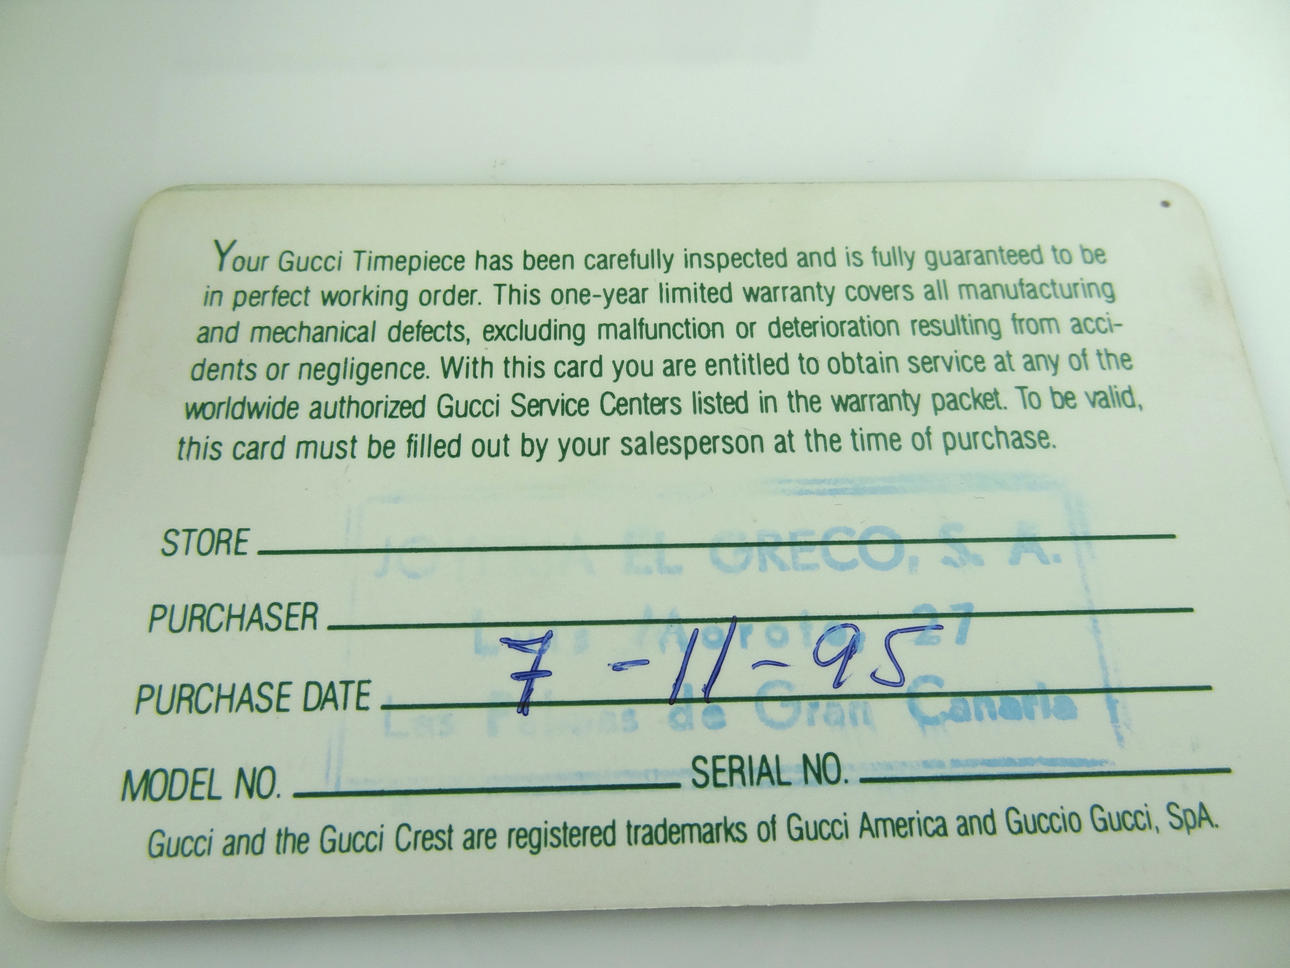 Your Gucci Timepiece has been carefully inspected and is fully guaranteed to be
in perfect working order. This one-year limited warranty covers all manufacturing
and mechanical defects, excluding malfunction or deterioration resulting from acci-
dents or negligence. With this card you are entitled to obtain service at any of the
worldwide authorized Gucci Service Centers listed in the warranty packet. To be valid,
this card must be filled out by your salesperson at the time of purchase.
STORE
JOYERIA EL GRECO, S. A.
PURCHASER
Luis Morote, 27
PURCHASE DATE 7-11-95
Las Palmas de Gran Canaria
MODEL NO. SERIAL NO.
Gucci and the Gucci Crest are registered trademarks of Gucci America and Guccio Gucci, SpA.